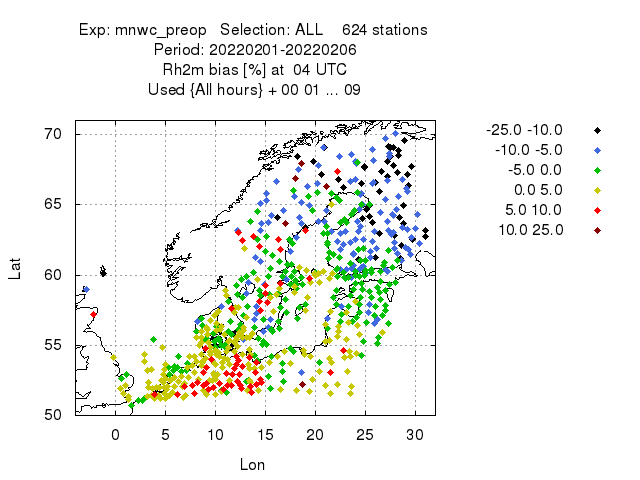 Exp: mnwc_preop Selection: ALL 624 stations
Period: 20220201-20220206
Rh2m bias [%] at 04 UTC
Used {All hours} + 00 01 ... 09
-25.0 -10.0
-10.0 -5.0
-5.0 0.0
0.0 5.0
5.0 10.0
10.0 25.0
70
65
60
55
50
Lat
0 5 10 15 20 25 30
Lon